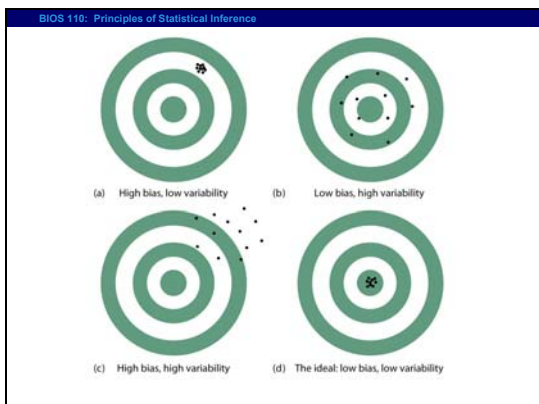 BIOS 110: Principles of Statistical Inference
(a) High bias, low variability
(b) Low bias, high variability
(c) High bias, high variability
(d) The ideal: low bias, low variability